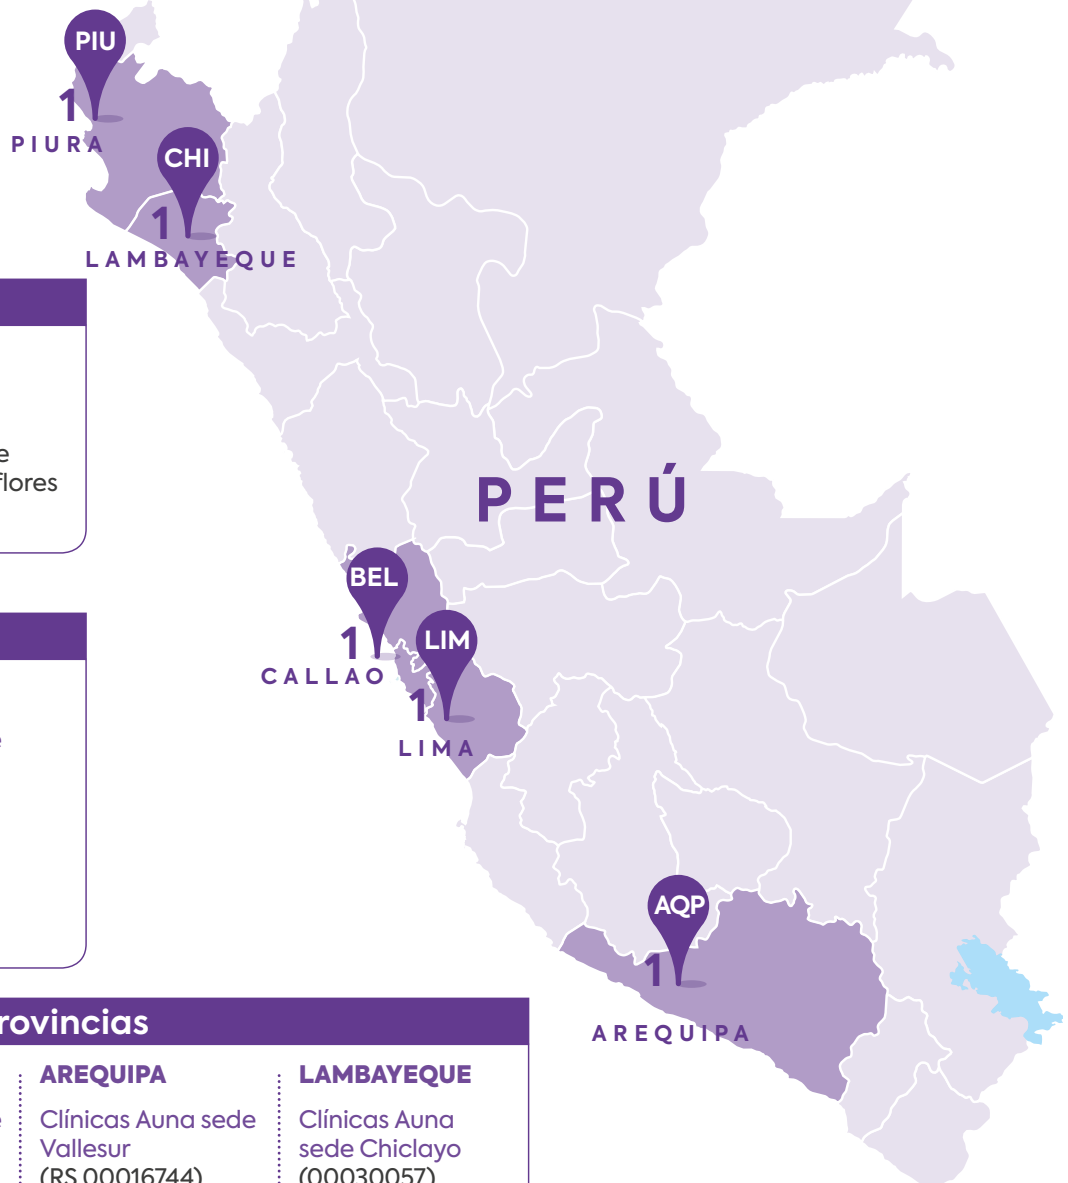 PIU
1
PIURA
CHI
1
LAMBAYEQUE
flores
PERÚ
BEL
1
CALLAO
LIM
1
LIMA
AQP
1
AREQUIPA
rovincias
AREQUIPA
Clínicas Auna sede
Vallesur
(RS 00016744)
LAMBAYEQUE
Clínicas Auna
sede Chiclayo
(00030057)